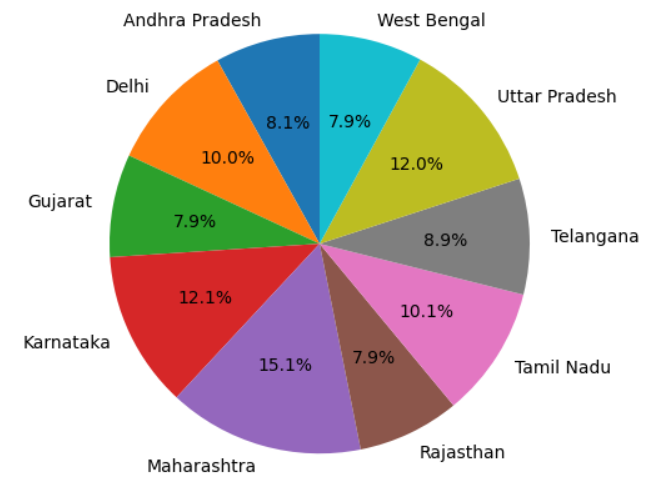 Andhra Pradesh
West Bengal
Delhi
Uttar Pradesh
8.1%
7.9%
10.0%
12.0%
Gujarat
7.9%
8.9%
Telangana
12.1%
10.1%
Karnataka
15.1%
7.9%
Tamil Nadu
Maharashtra
Rajasthan